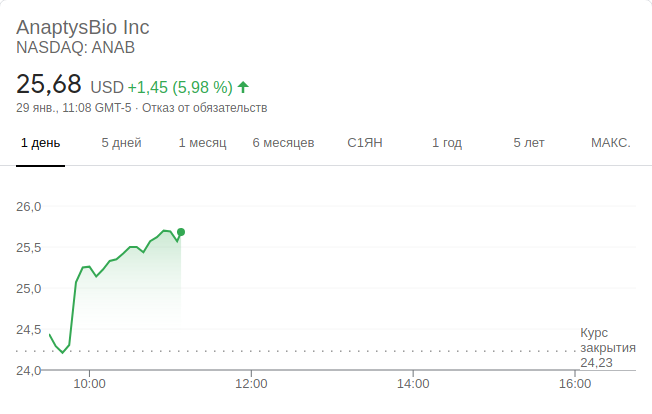 AnaptysBio Inc
NASDAQ: ANAB
25,68 USD +1,45 (5,98 %)
29 янв., 11:08 GMT-5 · Отказ от обязательств
1 день 5 дней 1 месяц 6 месяцев С1ЯН 1 год 5 лет МАКС.
26,0
25,5
25,0
24,5
24,0
Курс
закрытия
24,23
10:00 12:00 14:00 16:00